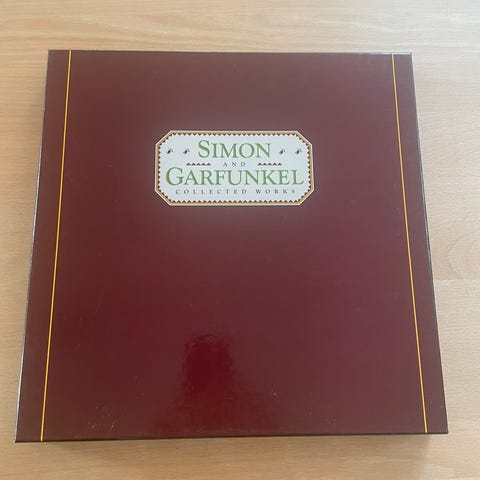 SIMON
AND
GARFUNKEL
COLLECTED WORKS